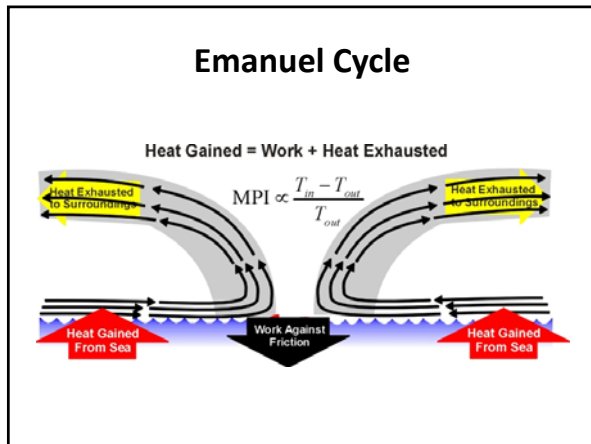 Emanuel Cycle
Heat Gained = Work + Heat Exhausted
Heat Exhausted
to Surroundings
MPI ∝ (T_in − T_out) / T_out
Heat Exhausted
to Surroundings
Heat Gained
From Sea
Work Against
Friction
Heat Gained
From Sea